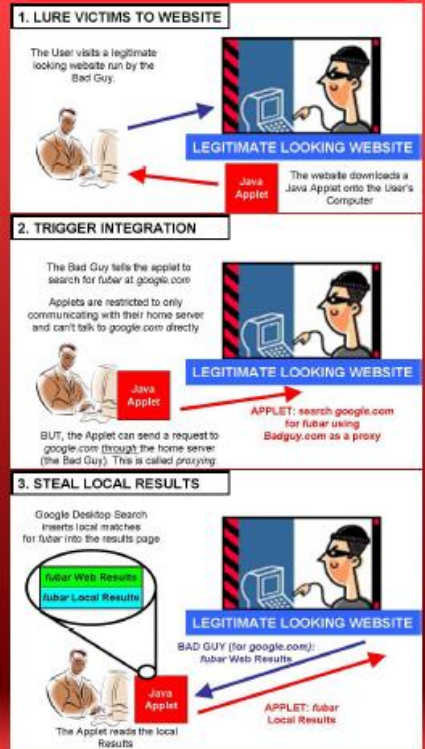 1. LURE VICTIMS TO WEBSITE
The User visits a legitimate
looking website run by the
Bad Guy.
LEGITIMATE LOOKING WEBSITE
Java
Applet
The website downloads a
Java Applet onto the User's
Computer
2. TRIGGER INTEGRATION
The Bad Guy tells the applet to
search for fubar at google.com
Applets are restricted to only
communicating with their home server
and can't talk to google.com directly
LEGITIMATE LOOKING WEBSITE
Java
Applet
APPLET: search google.com
for fubar using
Badguy.com as a proxy
BUT, the Applet can send a request to
google.com through the home server
(the Bad Guy). This is called proxying.
3. STEAL LOCAL RESULTS
Google Desktop Search
inserts local matches
for fubar into the results page
fubar Web Results
fubar Local Results
LEGITIMATE LOOKING WEBSITE
BAD GUY (for google.com):
fubar Web Results
Java
Applet
APPLET: fubar
Local Results
The Applet reads the local
Results